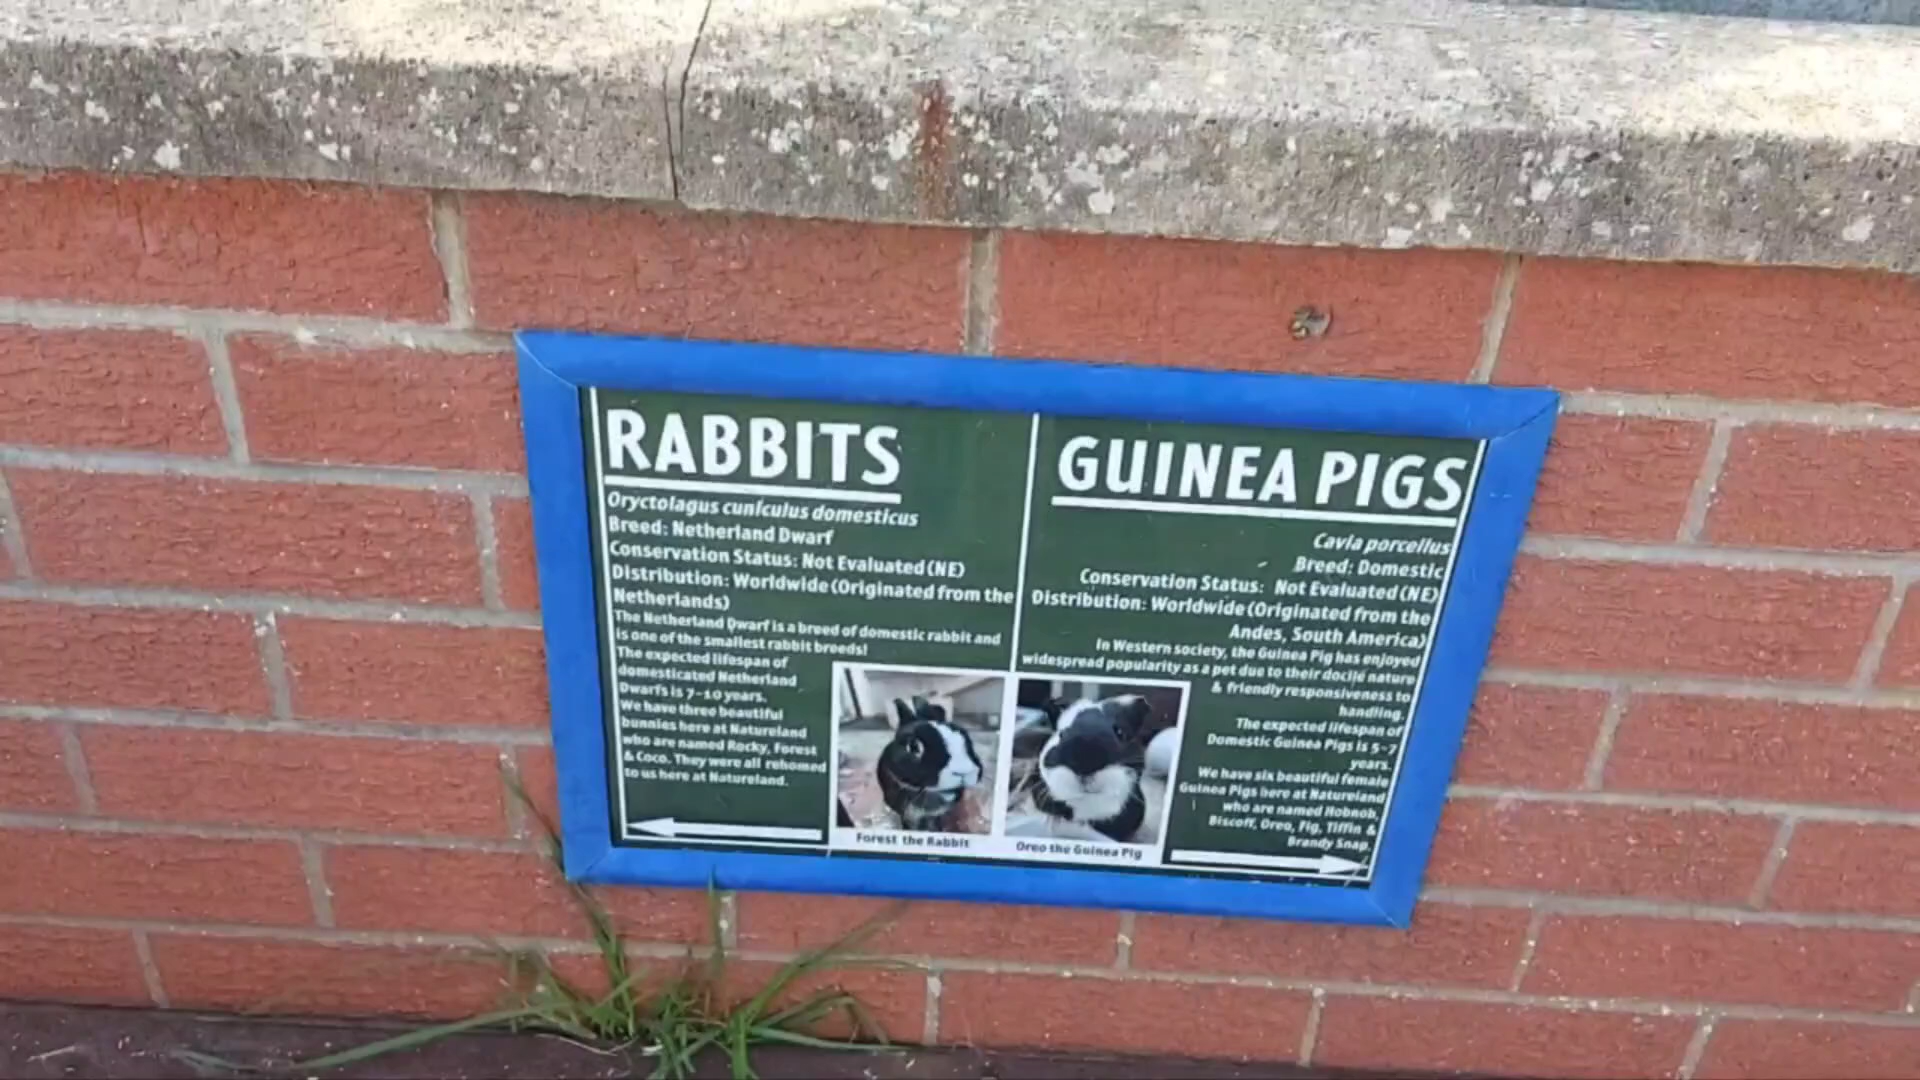 RABBITS
Oryctolagus cuniculus domesticus
Breed: Netherland Dwarf
Conservation Status: Not Evaluated (NE)
Distribution: Worldwide (Originated from the
Netherlands)
The Netherland Dwarf is a breed of domestic rabbit and
is one of the smallest rabbit breeds!
The expected lifespan of
domesticated Netherland
Dwarfs is 7-10 years.
We have three beautiful
bunnies here at Natureland
who are named Rocky, Forest
& Coco. They were all rehomed
to us here at Natureland.
Forest the Rabbit
GUINEA PIGS
Cavia porcellus
Breed: Domestic
Conservation Status: Not Evaluated (NE)
Distribution: Worldwide (Originated from the
Andes, South America)
In Western society, the Guinea Pig has enjoyed
widespread popularity as a pet due to their docile nature
& friendly responsiveness to
handling.
The expected lifespan of
Domestic Guinea Pigs is 5-7
years.
We have six beautiful female
Guinea Pigs here at Natureland
who are named Hobnob,
Biscoff, Oreo, Fig, Tiffin &
Brandy Snap.
Oreo the Guinea Pig